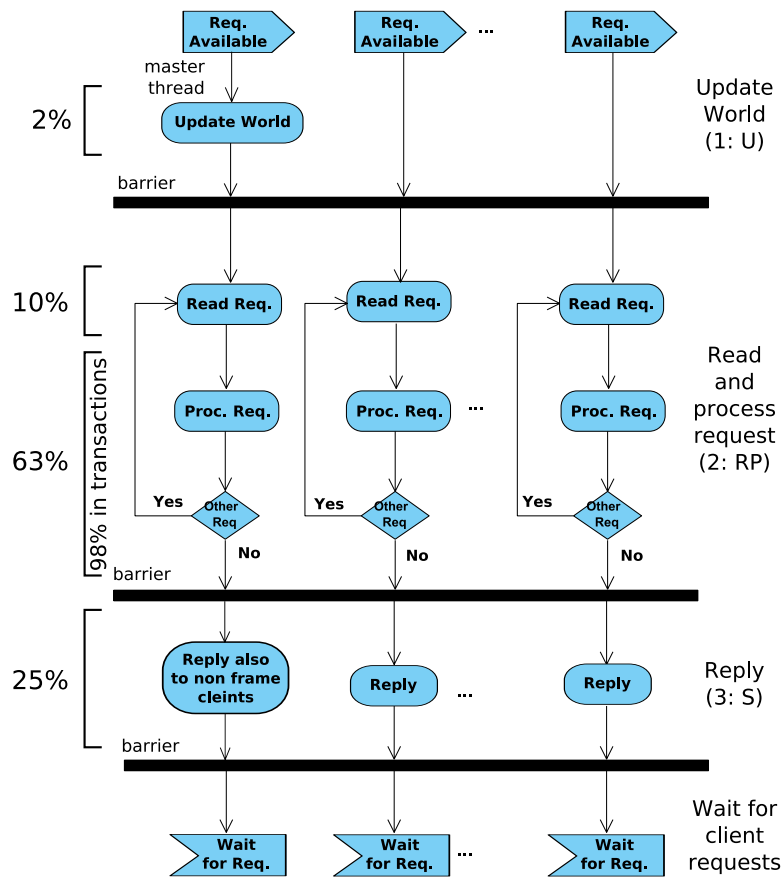 Req.
Available
Req.
Available
...
Req.
Available
master
thread
2%
Update World
Update
World
(1: U)
barrier
10%
Read Req.
Read Req.
Read Req.
98% in transactions
63%
Proc. Req.
Proc. Req.
...
Proc. Req.
Read
and
process
request
(2: RP)
Yes
Other
Req
Yes
Other
Req
Yes
Other
Req
No
No
No
barrier
25%
Reply also
to non frame
cleints
Reply
...
Reply
Reply
(3: S)
barrier
Wait
for Req.
Wait
for Req.
...
Wait
for Req.
Wait for
client
requests